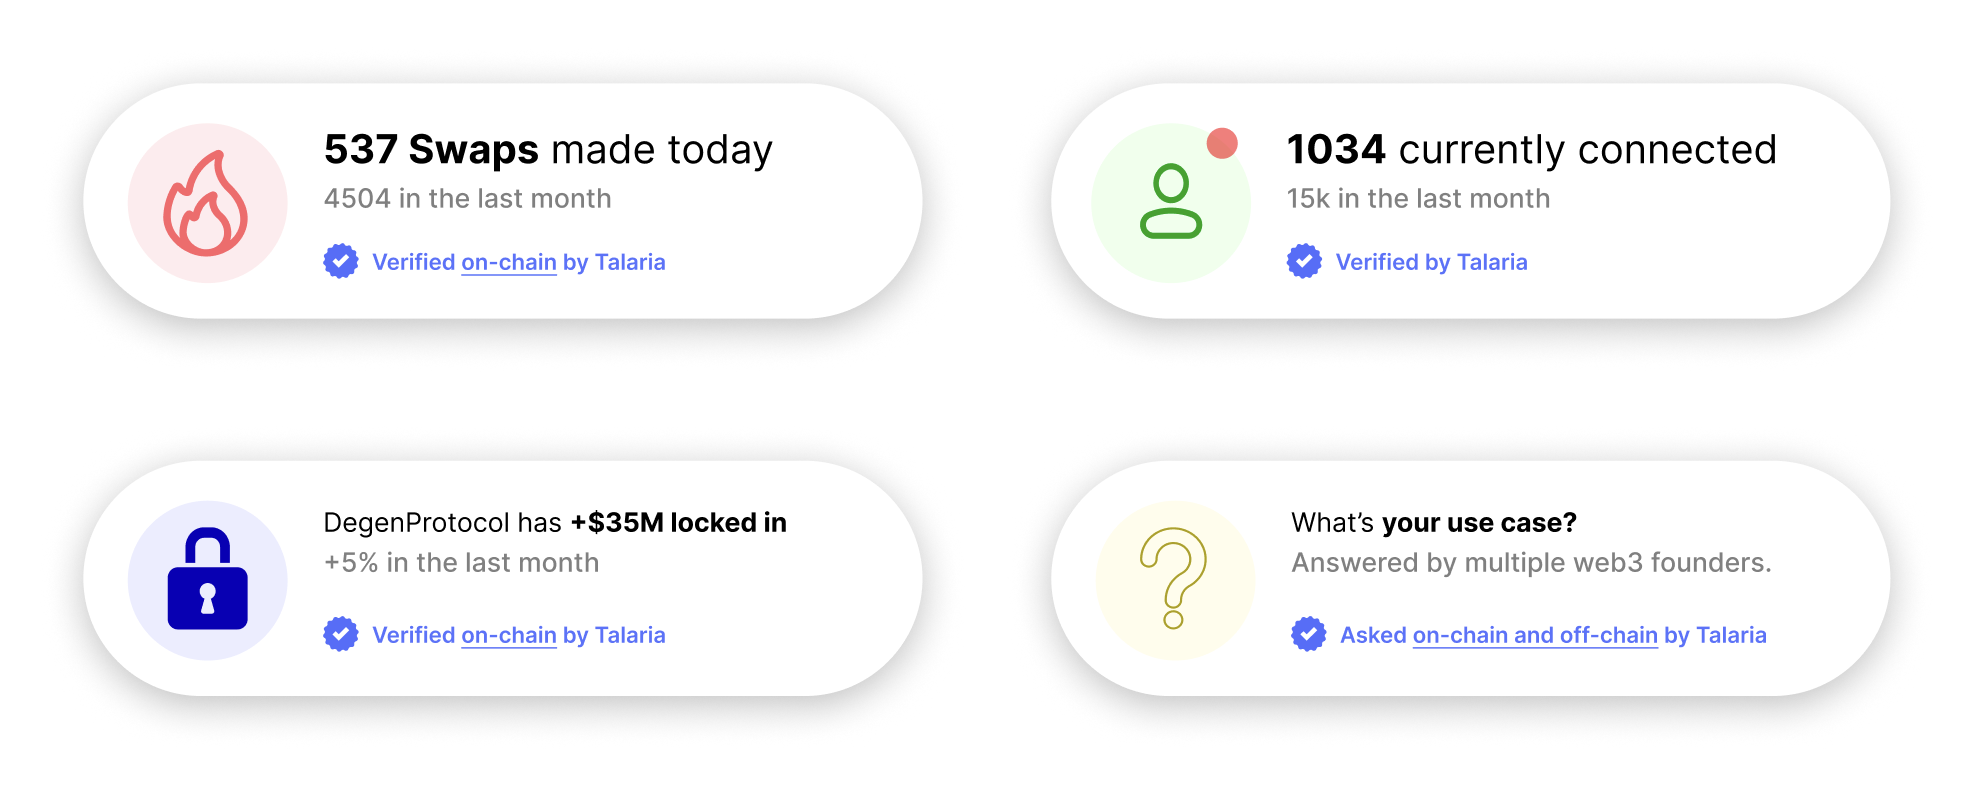 537 Swaps made today
4504 in the last month
Verified on-chain by Talaria
1034 currently connected
15k in the last month
Verified by Talaria
DegenProtocol has +$35M locked in
+5% in the last month
Verified on-chain by Talaria
What’s your use case?
Answered by multiple web3 founders.
Asked on-chain and off-chain by Talaria